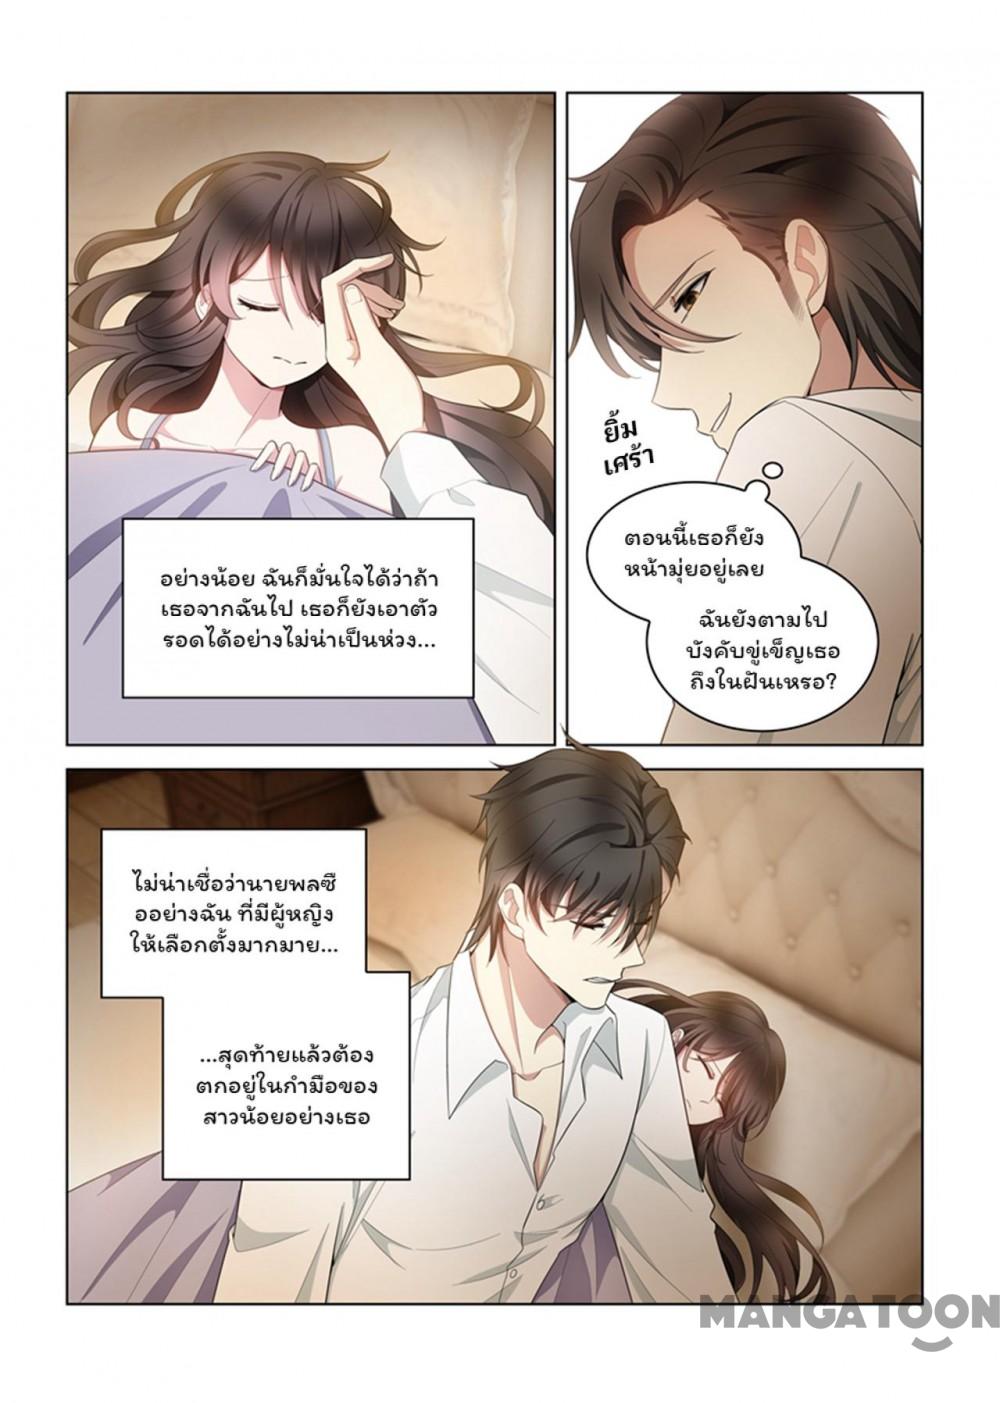 อย่างน้อย ฉันก็มั่นใจได้ว่าถ้า
เธอจากฉันไป เธอก็ยังเอาตัว
รอดได้อย่างไม่น่าเป็นห่วง...
ยิ้ม
เศร้า
ตอนนี้เธอก็ยัง
หน้ามุ่ยอยู่เลย
ฉันยังตามไป
บังคับขู่เข็ญเธอ
ถึงในฝันเหรอ?
ไม่น่าเชื่อว่านายพลซี
ออย่างฉัน ที่มีผู้หญิง
ให้เลือกตั้งมากมาย...
...สุดท้ายแล้วต้อง
ตกอยู่ในกำมือของ
สาวน้อยอย่างเธอ
MANGATOON